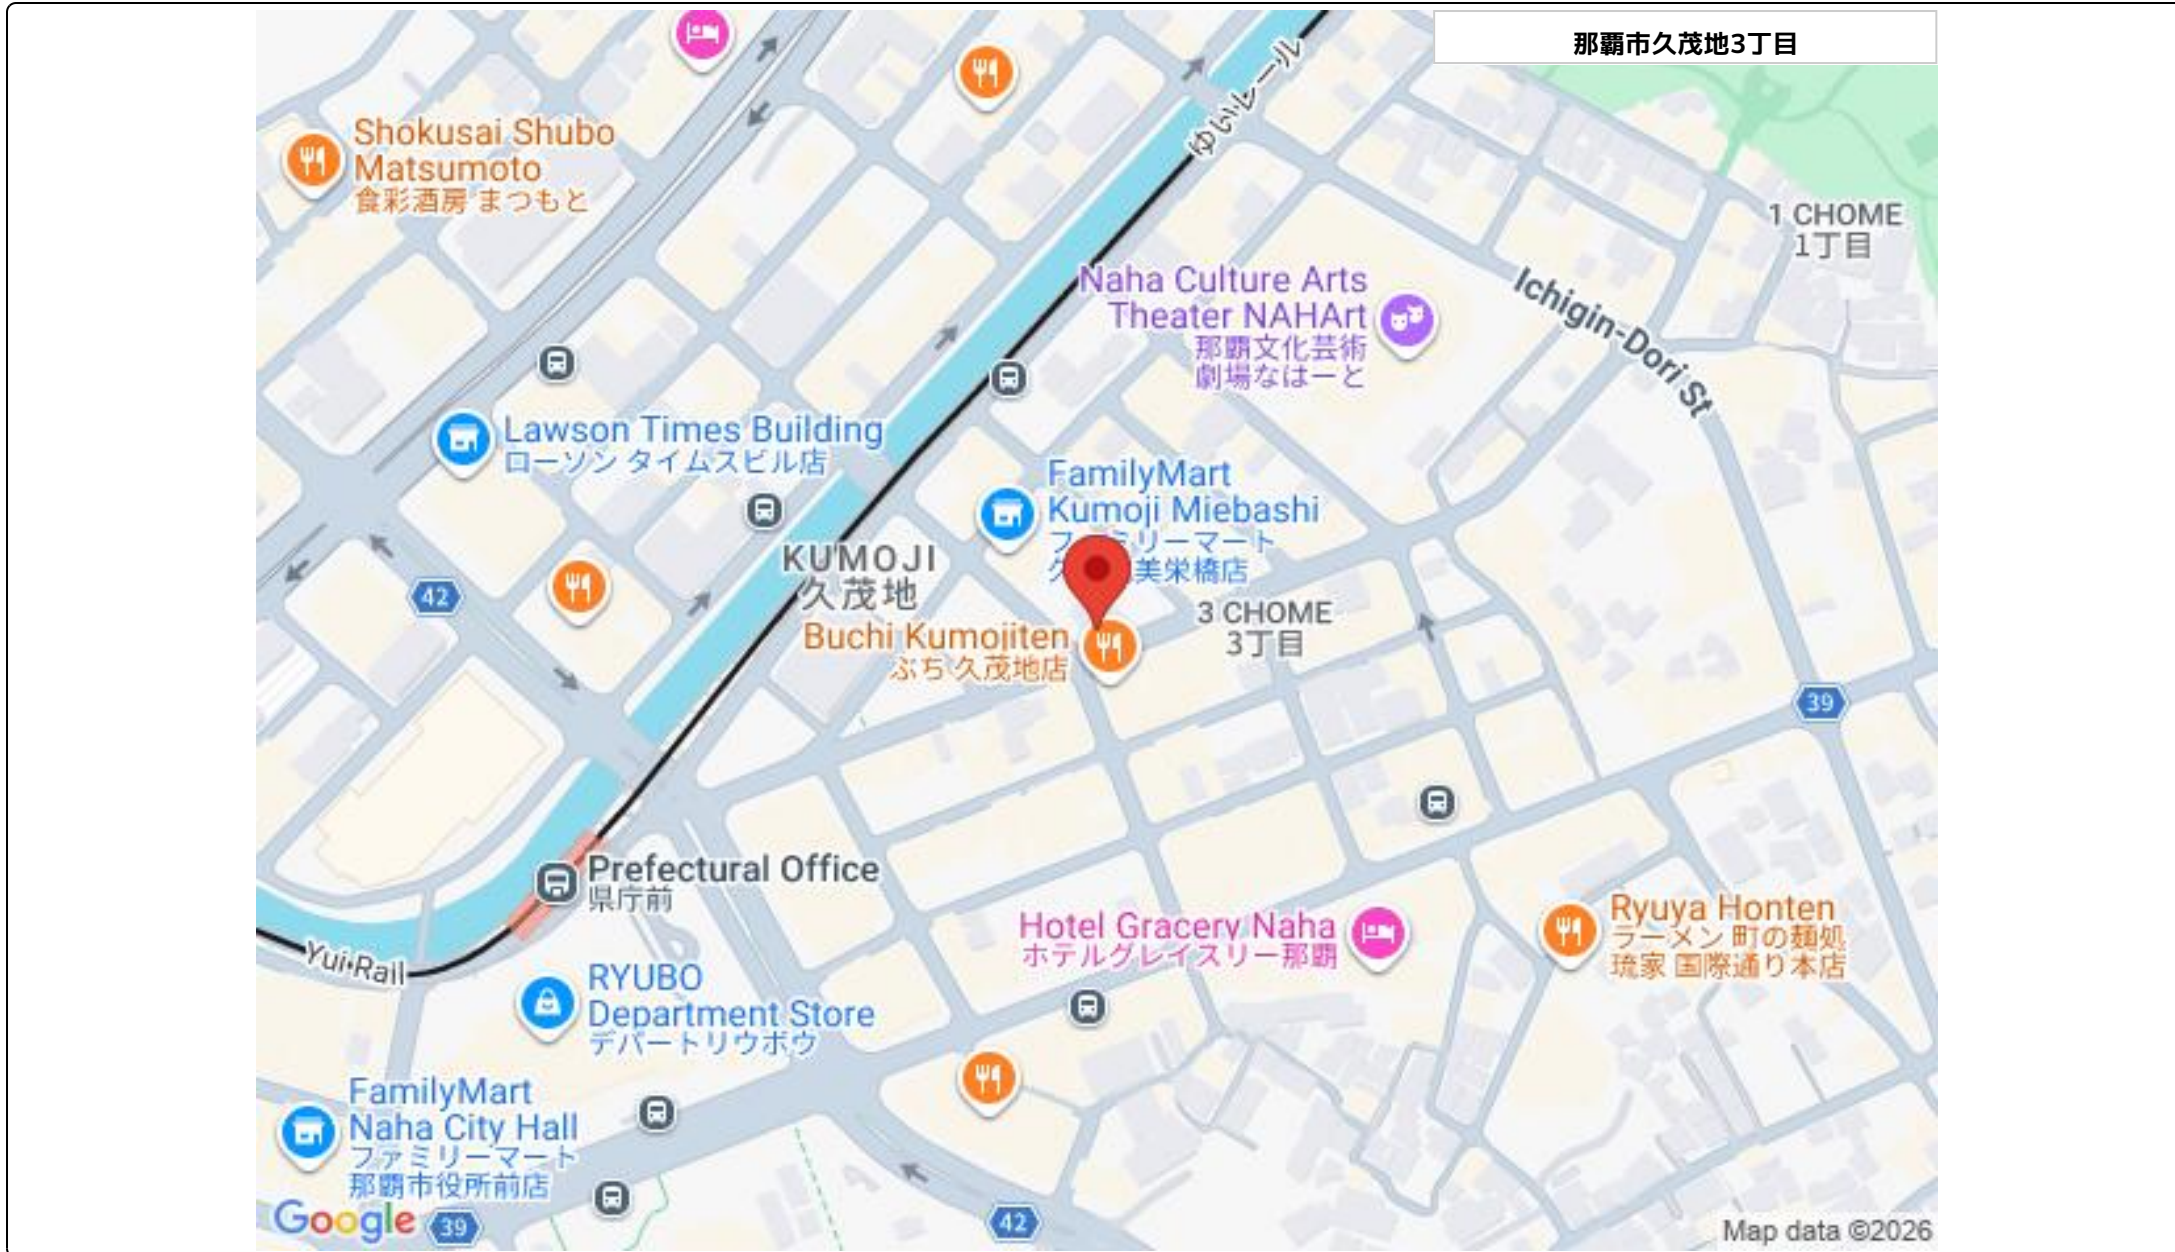 那覇市久茂地3丁目
ゆいレール
Shokusai Shubo
Matsumoto
食彩酒房 まつもと
1 CHOME
1丁目
Naha Culture Arts
Theater NAHArt
那覇文化芸術
劇場なはーと
Ichigin-Dori St
Lawson Times Building
ローソン タイムスビル店
FamilyMart
Kumoji Miebashi
ファミリーマート
美栄橋店
KUMOJI
久茂地
42
3 CHOME
3丁目
Buchi Kumojiten
ぶち 久茂地店
39
Prefectural Office
県庁前
Hotel Gracery Naha
ホテルグレイスリー那覇
Ryuya Honten
ラーメン 町の麺処
琉家 国際通り本店
Yui Rail
RYUBO
Department Store
デパートリウボウ
FamilyMart
Naha City Hall
ファミリーマート
那覇市役所前店
Google
39
42
Map data ©2026